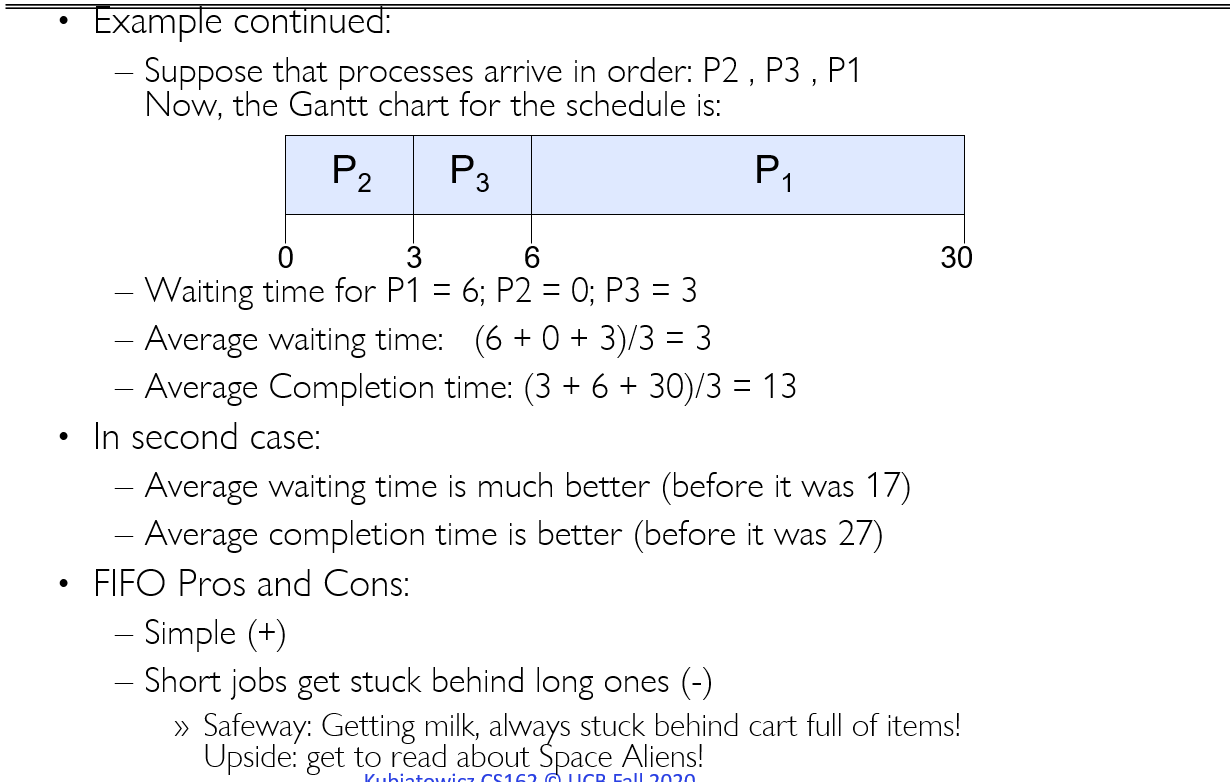 • Example continued:
– Suppose that processes arrive in order: P2 , P3 , P1
Now, the Gantt chart for the schedule is:
P2 P3 P1
0 3 6 30
– Waiting time for P1 = 6; P2 = 0; P3 = 3
– Average waiting time: (6 + 0 + 3)/3 = 3
– Average Completion time: (3 + 6 + 30)/3 = 13
• In second case:
– Average waiting time is much better (before it was 17)
– Average completion time is better (before it was 27)
• FIFO Pros and Cons:
– Simple (+)
– Short jobs get stuck behind long ones (-)
» Safeway: Getting milk, always stuck behind cart full of items!
Upside: get to read about Space Aliens!
Kubiatowicz CS162 © UCB Fall 2020